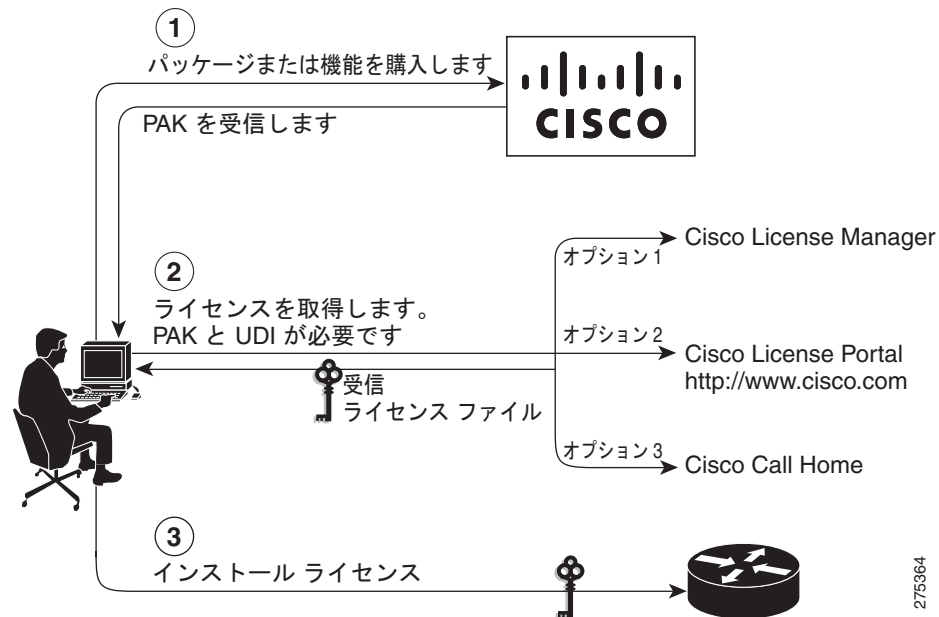 1
パッケージまたは機能を購入します
CISCO
PAK を受信します
Cisco License Manager
オプション 1
2
ライセンスを取得します。
PAK と UDI が必要です
オプション 2
Cisco License Portal
http://www.cisco.com
受信
ライセンス ファイル
オプション 3
Cisco Call Home
3
インストール ライセンス
275364